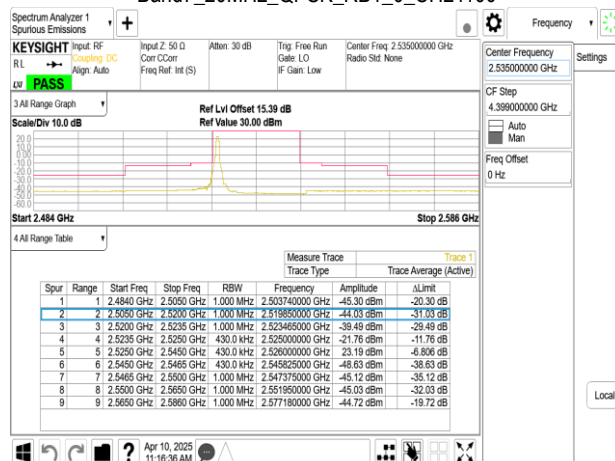 Spectrum Analyzer 1
Spurious Emissions
Frequency
KEYSIGHT
Input: RF
Coupling: DC
Align: Auto
Input Z: 50 Ω
Corr CCorr
Freq Ref: Int (S)
Atten: 30 dB
Trig: Free Run
Gate: LO
IF Gain: Low
Center Freq: 2.535000000 GHz
Radio Std: None
RL
LXI
PASS
Center Frequency
2.535000000 GHz
Settings
CF Step
4.399000000 GHz
Auto
Man
Freq Offset
0 Hz
3 All Range Graph
Scale/Div 10.0 dB
Ref Lvl Offset 15.39 dB
Ref Value 30.00 dBm
20.0
10.0
0.00
-10.0
-20.0
-30.0
-40.0
-50.0
-60.0
Start 2.484 GHz
Stop 2.586 GHz
4 All Range Table
Measure Trace Trace 1
Trace Type Trace Average (Active)
Spur Range Start Freq Stop Freq RBW Frequency Amplitude ΔLimit
1 1 2.4840 GHz 2.5050 GHz 1.000 MHz 2.503740000 GHz -45.30 dBm -20.30 dB
2 2 2.5050 GHz 2.5200 GHz 1.000 MHz 2.519850000 GHz -44.03 dBm -31.03 dB
3 3 2.5200 GHz 2.5235 GHz 1.000 MHz 2.523465000 GHz -39.49 dBm -29.49 dB
4 4 2.5235 GHz 2.5250 GHz 430.0 kHz 2.525000000 GHz -21.76 dBm -11.76 dB
5 5 2.5250 GHz 2.5450 GHz 430.0 kHz 2.526000000 GHz 23.19 dBm -6.806 dB
6 6 2.5450 GHz 2.5465 GHz 430.0 kHz 2.545825000 GHz -48.63 dBm -38.63 dB
7 7 2.5465 GHz 2.5500 GHz 1.000 MHz 2.547375000 GHz -45.12 dBm -35.12 dB
8 8 2.5500 GHz 2.5650 GHz 1.000 MHz 2.551950000 GHz -45.03 dBm -32.03 dB
9 9 2.5650 GHz 2.5860 GHz 1.000 MHz 2.577180000 GHz -44.72 dBm -19.72 dB
Local
Apr 10, 2025
11:16:36 AM